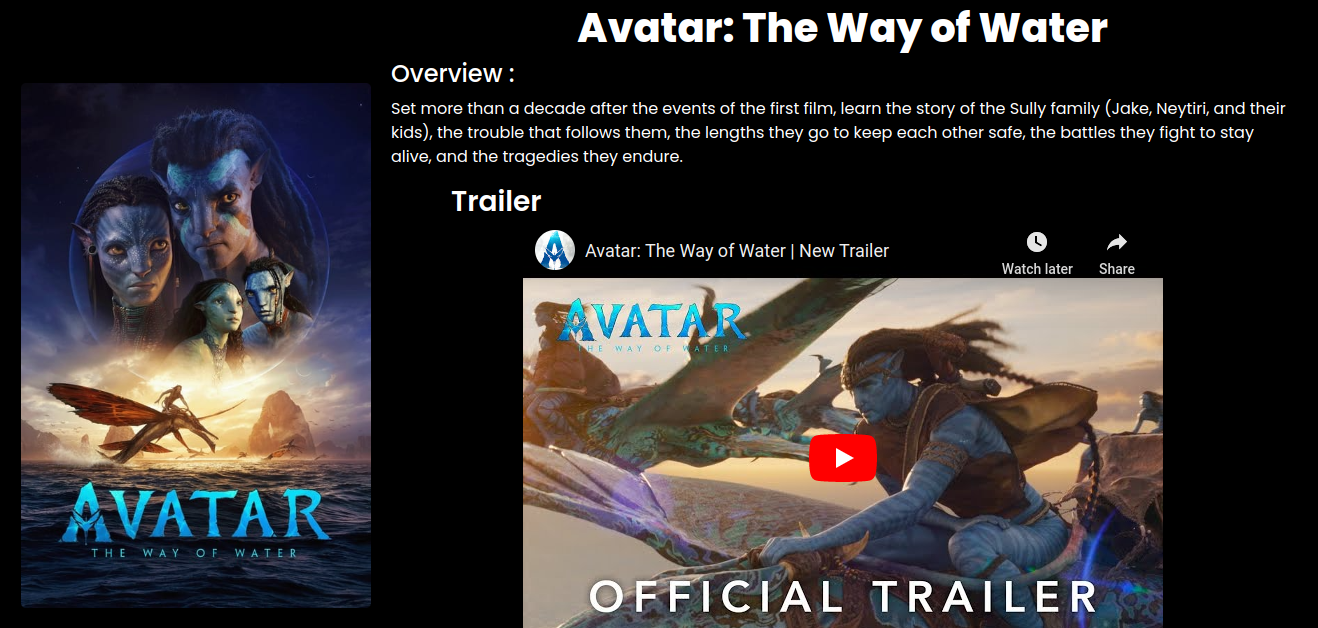 Avatar: The Way of Water
Overview :
Set more than a decade after the events of the first film, learn the story of the Sully family (Jake, Neytiri, and their
kids), the trouble that follows them, the lengths they go to keep each other safe, the battles they fight to stay
alive, and the tragedies they endure.
Trailer
Avatar: The Way of Water | New Trailer
Watch later
Share
AVATAR
THE WAY OF WATER
OFFICIAL TRAILER
AVATAR
THE WAY OF WATER